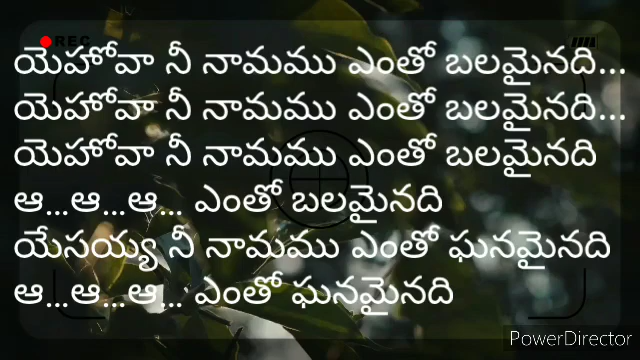 REC
యెహోవా నీ నామము ఎంతో బలమైనది...
యెహోవా నీ నామము ఎంతో బలమైనది...
యెహోవా నీ నామము ఎంతో బలమైనది
ఆ...ఆ...ఆ... ఎంతో బలమైనది
యేసయ్య నీ నామము ఎంతో ఘనమైనది
ఆ...ఆ...ఆ... ఎంతో ఘనమైనది
PowerDirector